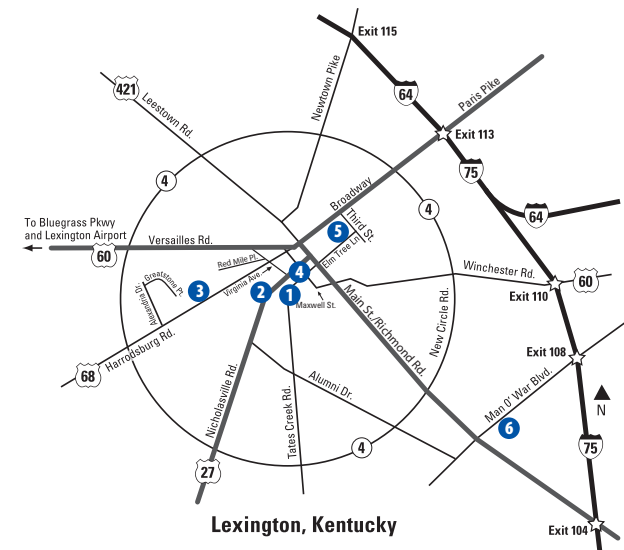 Exit 115
421
Leestown Rd.
Newtown Pike
64
Paris Pike
Exit 113
75
4
4
64
Broadway
Third St.
5
Elm Tree Ln
To Bluegrass Pkwy
and Lexington Airport
60
Versailles Rd.
Red Mile Pl.
Virginia Ave.
4
Winchester Rd.
60
Exit 110
Greatstone Pt.
Alexandria Dr.
3
2
1
Maxwell St.
Main St./Richmond Rd.
New Circle Rd.
Harrodsburg Rd.
68
Exit 108
Man O' War Blvd.
N
Nicholasville Rd.
Alumni Dr.
Tates Creek Rd.
6
4
75
27
Exit 104
Lexington, Kentucky